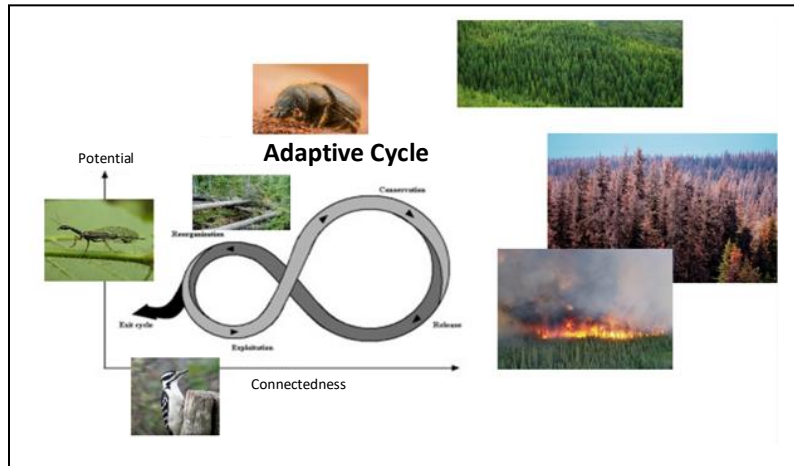 Adaptive Cycle
Potential
Conservation
Reorganization
Exit cycle
Release
Exploitation
Connectedness